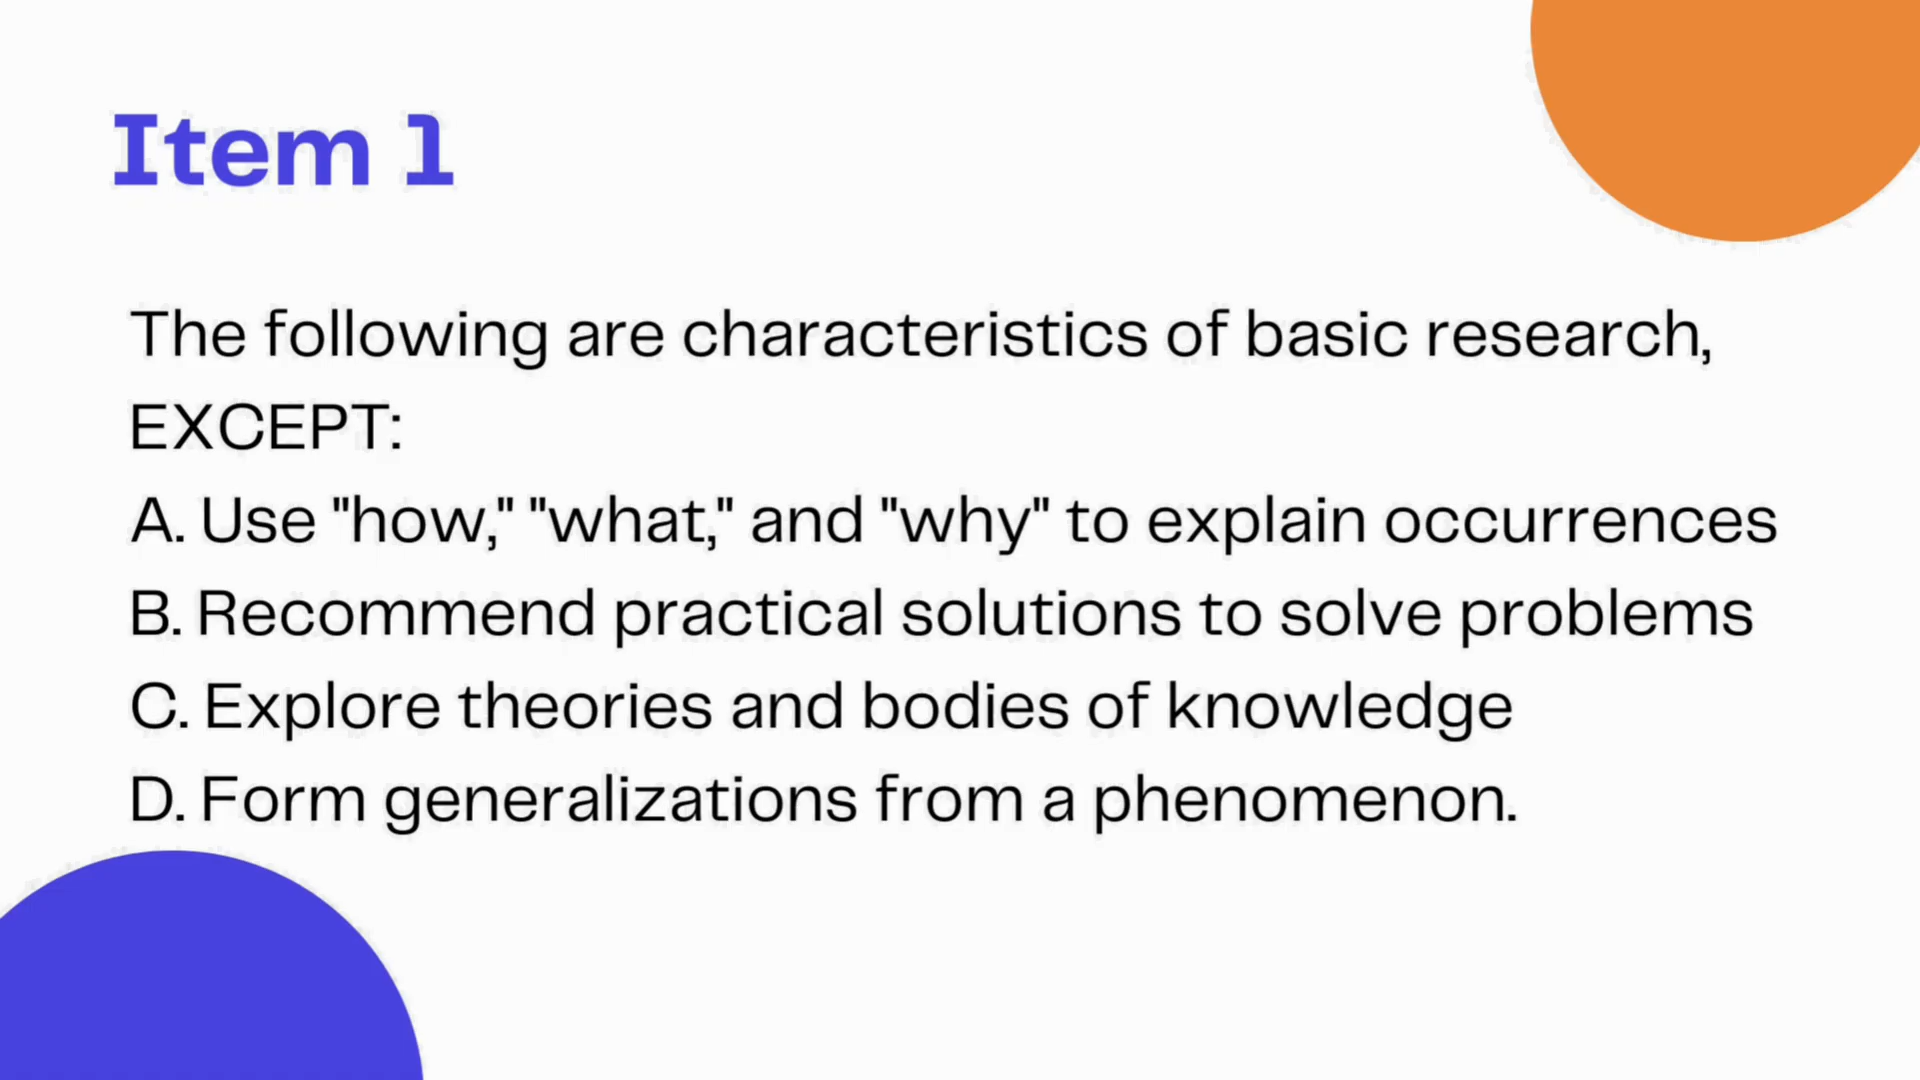 Item 1
The following are characteristics of basic research,
EXCEPT:
A. Use "how," "what," and "why" to explain occurrences
B. Recommend practical solutions to solve problems
C. Explore theories and bodies of knowledge
D. Form generalizations from a phenomenon.